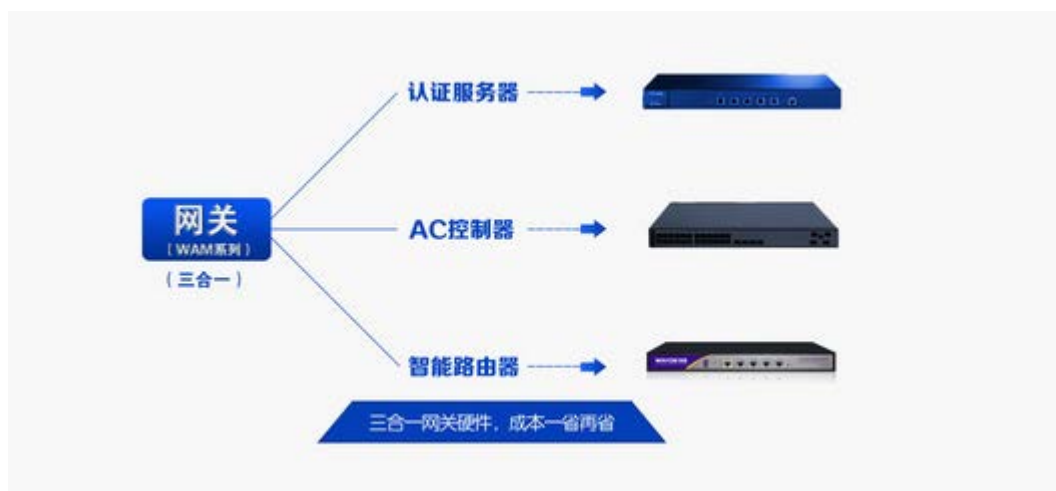 认证服务器
网关
（WAM系列）
（三合一）
AC控制器
智能路由器
三合一网关硬件，成本一省再省